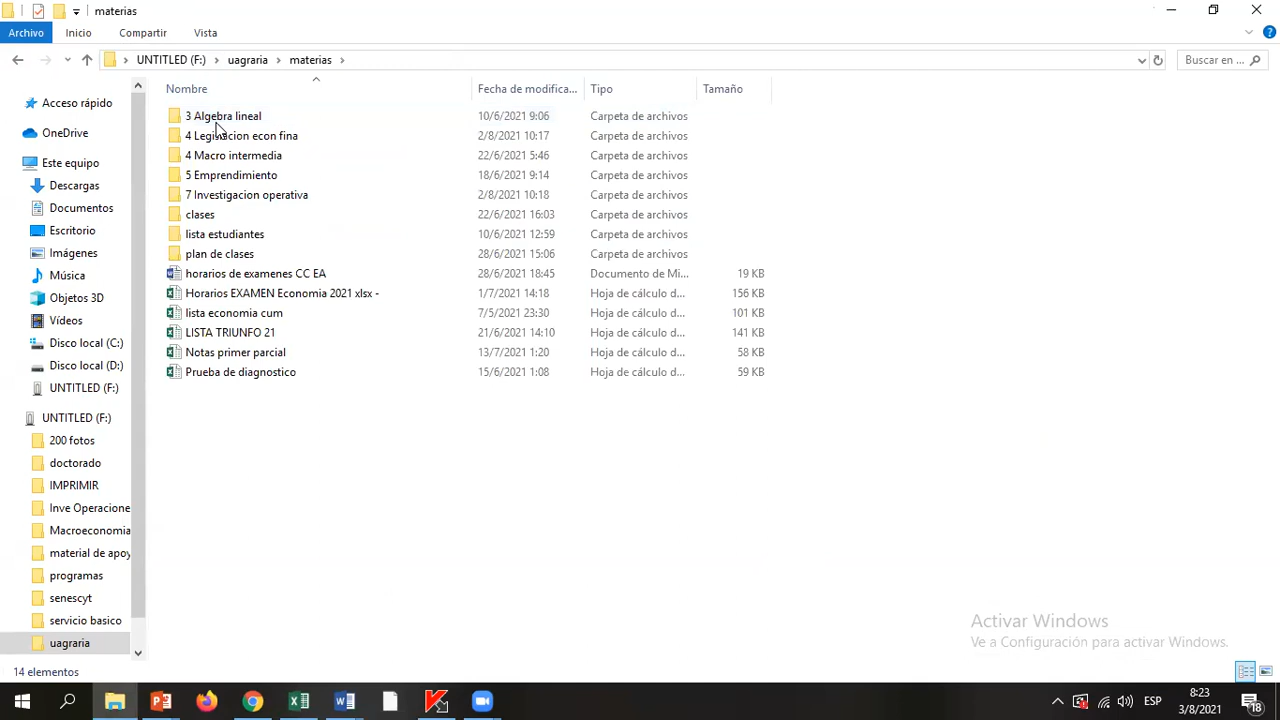 materias
Archivo Inicio Compartir Vista
UNTITLED (F:) uagraria materias Buscar en ...
Nombre Fecha de modifica... Tipo Tamaño
3 Algebra lineal 10/6/2021 9:06 Carpeta de archivos
4 Legislacion econ fina 2/8/2021 10:17 Carpeta de archivos
4 Macro intermedia 22/6/2021 5:46 Carpeta de archivos
5 Emprendimiento 18/6/2021 9:14 Carpeta de archivos
7 Investigacion operativa 2/8/2021 10:18 Carpeta de archivos
clases 22/6/2021 16:03 Carpeta de archivos
lista estudiantes 10/6/2021 12:59 Carpeta de archivos
plan de clases 28/6/2021 15:06 Carpeta de archivos
horarios de examenes CC EA 28/6/2021 18:45 Documento de Mi... 19 KB
Horarios EXAMEN Economia 2021 xlsx - 1/7/2021 14:18 Hoja de cálculo d... 156 KB
lista economia cum 7/5/2021 23:30 Hoja de cálculo d... 101 KB
LISTA TRIUNFO 21 21/6/2021 14:10 Hoja de cálculo d... 141 KB
Notas primer parcial 13/7/2021 1:20 Hoja de cálculo d... 58 KB
Prueba de diagnostico 15/6/2021 1:08 Hoja de cálculo d... 59 KB
Acceso rápido
OneDrive
Este equipo
Descargas
Documentos
Escritorio
Imágenes
Música
Objetos 3D
Vídeos
Disco local (C:)
Disco local (D:)
UNTITLED (F:)
UNTITLED (F:)
200 fotos
doctorado
IMPRIMIR
Inve Operacione
Macroeconomia
material de apoy
programas
senescyt
servicio basico
uagraria
Activar Windows
Ve a Configuración para activar Windows.
14 elementos
ESP
8:23
3/8/2021
18